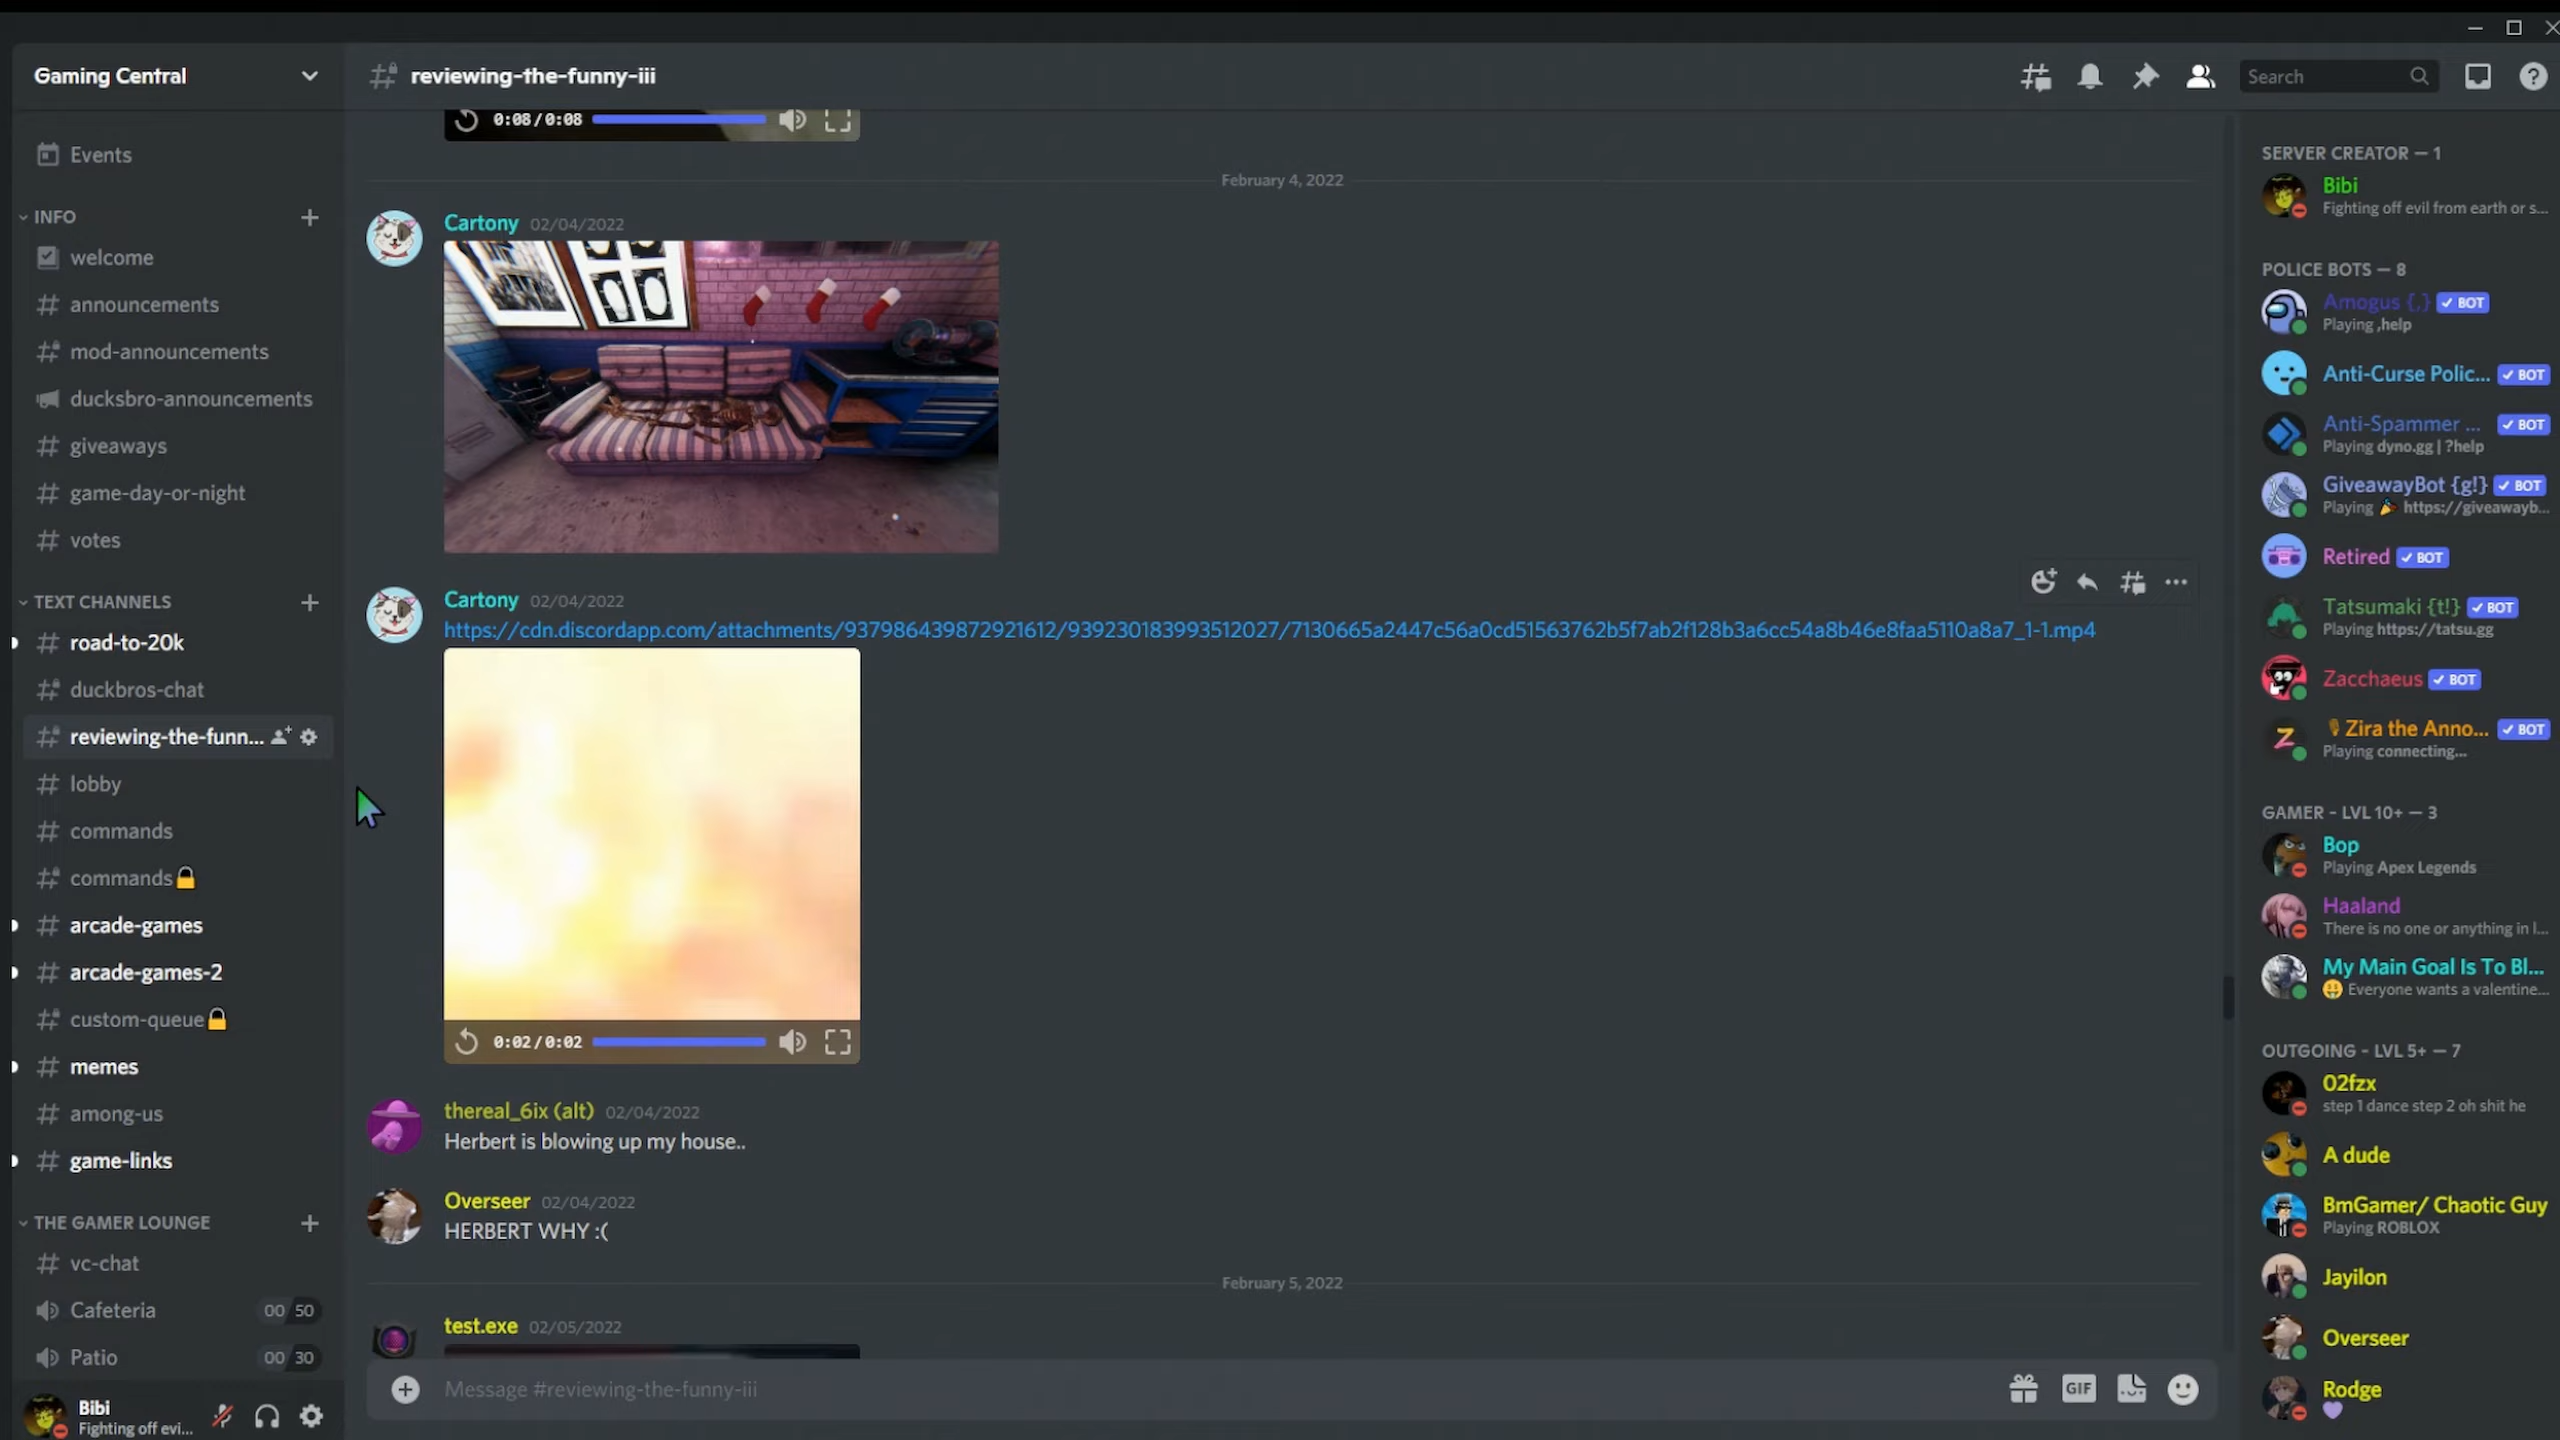 Gaming Central
Events
INFO
welcome
announcements
mod-announcements
ducksbro-announcements
giveaways
game-day-or-night
votes
TEXT CHANNELS
road-to-20k
duckbros-chat
reviewing-the-funn...
lobby
commands
commands🔒
arcade-games
arcade-games-2
custom-queue🔒
memes
among-us
game-links
THE GAMER LOUNGE
vc-chat
Cafeteria 00 50
Patio 00 30
Bibi
Fighting off evi...
reviewing-the-funny-iii
Search
0:08/0:08
February 4, 2022
Cartony 02/04/2022
Cartony 02/04/2022
https://cdn.discordapp.com/attachments/937986439872921612/939230183993512027/7130665a2447c56a0cd51563762b5f7ab2f128b3a6cc54a8b46e8faa5110a8a7_1-1.mp4
0:02/0:02
thereal_6ix (alt) 02/04/2022
Herbert is blowing up my house..
Overseer 02/04/2022
HERBERT WHY :(
February 5, 2022
test.exe 02/05/2022
Message #reviewing-the-funny-iii
GIF
SERVER CREATOR — 1
Bibi
Fighting off evil from earth or s...
POLICE BOTS — 8
Amogus {,} ✓ BOT
Playing ,help
Anti-Curse Polic... ✓ BOT
Anti-Spammer ... ✓ BOT
Playing dyno.gg | ?help
GiveawayBot {g!} ✓ BOT
Playing 🎉 https://giveawayb...
Retired ✓ BOT
Tatsumaki {t!} ✓ BOT
Playing https://tatsu.gg
Zacchaeus ✓ BOT
Zira the Anno... ✓ BOT
Playing connecting...
GAMER - LVL 10+ — 3
Bop
Playing Apex Legends
Haaland
There is no one or anything in l...
My Main Goal Is To Bl...
🤑 Everyone wants a valentine...
OUTGOING - LVL 5+ — 7
02fzx
step 1 dance step 2 oh shit he
A dude
BmGamer/ Chaotic Guy
Playing ROBLOX
Jayilon
Overseer
Rodge
💜